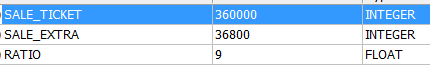 SALE_TICKET 360000 INTEGER
SALE_EXTRA 36800 INTEGER
RATIO 9 FLOAT